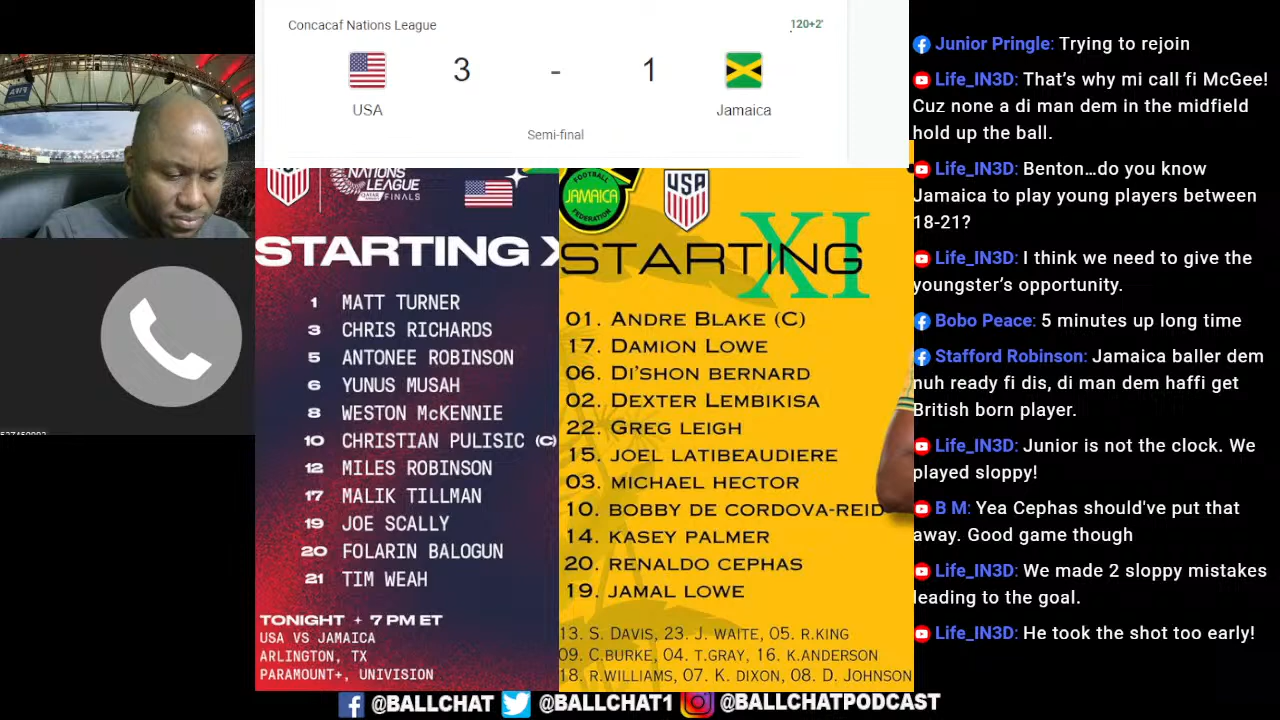 Concacaf Nations League
120+2'
3 - 1
USA
Jamaica
Semi-final
USA
NATIONS
LEAGUE
FINALS
STARTING X
1 MATT TURNER
3 CHRIS RICHARDS
5 ANTONEE ROBINSON
6 YUNUS MUSAH
8 WESTON McKENNIE
10 CHRISTIAN PULISIC (C)
12 MILES ROBINSON
17 MALIK TILLMAN
19 JOE SCALLY
20 FOLARIN BALOGUN
21 TIM WEAH
TONIGHT + 7 PM ET
USA VS JAMAICA
ARLINGTON, TX
PARAMOUNT+, UNIVISION
FOOTBALL
JAMAICA
FEDERATION
USA
STARTING XI
01. ANDRE BLAKE (C)
17. DAMION LOWE
06. DI'SHON BERNARD
02. DEXTER LEMBIKISA
22. GREG LEIGH
15. JOEL LATIBEAUDIERE
03. MICHAEL HECTOR
10. BOBBY DE CORDOVA-REID
14. KASEY PALMER
20. RENALDO CEPHAS
19. JAMAL LOWE
13. S. DAVIS, 23. J. WAITE, 05. R.KING
09. C.BURKE, 04. T.GRAY, 16. K.ANDERSON
18. R.WILLIAMS, 07. K. DIXON, 08. D. JOHNSON
Junior Pringle: Trying to rejoin
Life_IN3D: That's why mi call fi McGee!
Cuz none a di man dem in the midfield
hold up the ball.
Life_IN3D: Benton…do you know
Jamaica to play young players between
18-21?
Life_IN3D: I think we need to give the
youngster's opportunity.
Bobo Peace: 5 minutes up long time
Stafford Robinson: Jamaica baller dem
nuh ready fi dis, di man dem haffi get
British born player.
Life_IN3D: Junior is not the clock. We
played sloppy!
B M: Yea Cephas should've put that
away. Good game though
Life_IN3D: We made 2 sloppy mistakes
leading to the goal.
Life_IN3D: He took the shot too early!
@BALLCHAT @BALLCHAT1 @BALLCHATPODCAST